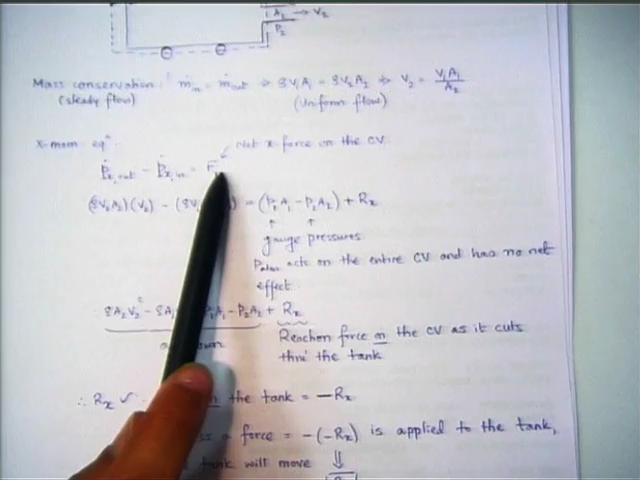 A₂ → V₂
P₂
Mass conservation: ṁin = ṁout ⇒ ρV₁A₁ = ρV₂A₂ ⇒ V₂ = V₁A₁/A₂
(steady flow) (Uniform flow)
X-mom eqⁿ. Net x-force on the CV
ṗx,out - ṗx,in = F
(ρV₂A₂)(V₂) - (ρV₁ ) = (P₁A₁ - P₂A₂) + Rx
↑ ↑
gauge pressures
Patm acts on the entire CV and has no net
effect.
ρA₂V₂² - ρA₁ P₁A₁ - P₂A₂ + Rx
Reaction force on the CV as it cuts
thro' the tank
∴ Rx ✓ the tank = -Rx
a force = -(-Rx) is applied to the tank,
tank will move ⇓